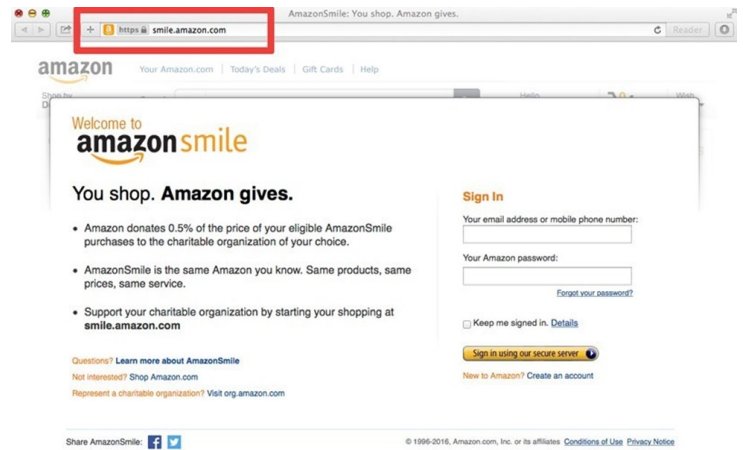 AmazonSmile: You shop. Amazon gives.
https smile.amazon.com
Reader
amazon
Your Amazon.com | Today's Deals | Gift Cards | Help
Shop by
Hello
Wish
Welcome to
amazonsmile
You shop. Amazon gives.
• Amazon donates 0.5% of the price of your eligible AmazonSmile
purchases to the charitable organization of your choice.
• AmazonSmile is the same Amazon you know. Same products, same
prices, same service.
• Support your charitable organization by starting your shopping at
smile.amazon.com
Questions? Learn more about AmazonSmile
Not interested? Shop Amazon.com
Represent a charitable organization? Visit org.amazon.com
Sign In
Your email address or mobile phone number:
Your Amazon password:
Forgot your password?
Keep me signed in. Details
Sign in using our secure server
New to Amazon? Create an account
Share AmazonSmile:
© 1996-2016, Amazon.com, Inc. or its affiliates Conditions of Use Privacy Notice